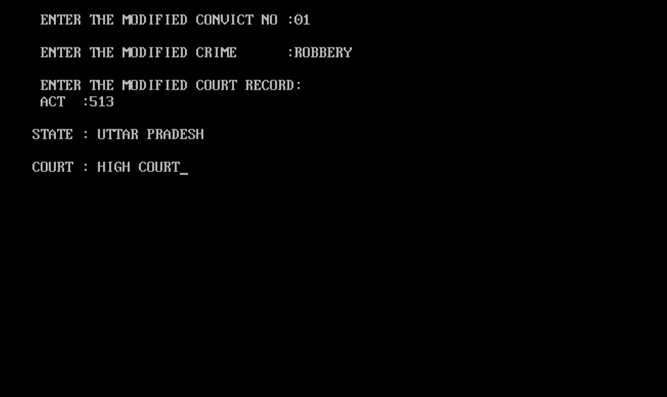 ENTER THE MODIFIED CONVICT NO :01
ENTER THE MODIFIED CRIME :ROBBERY
ENTER THE MODIFIED COURT RECORD:
ACT :513
STATE : UTTAR PRADESH
COURT : HIGH COURT_